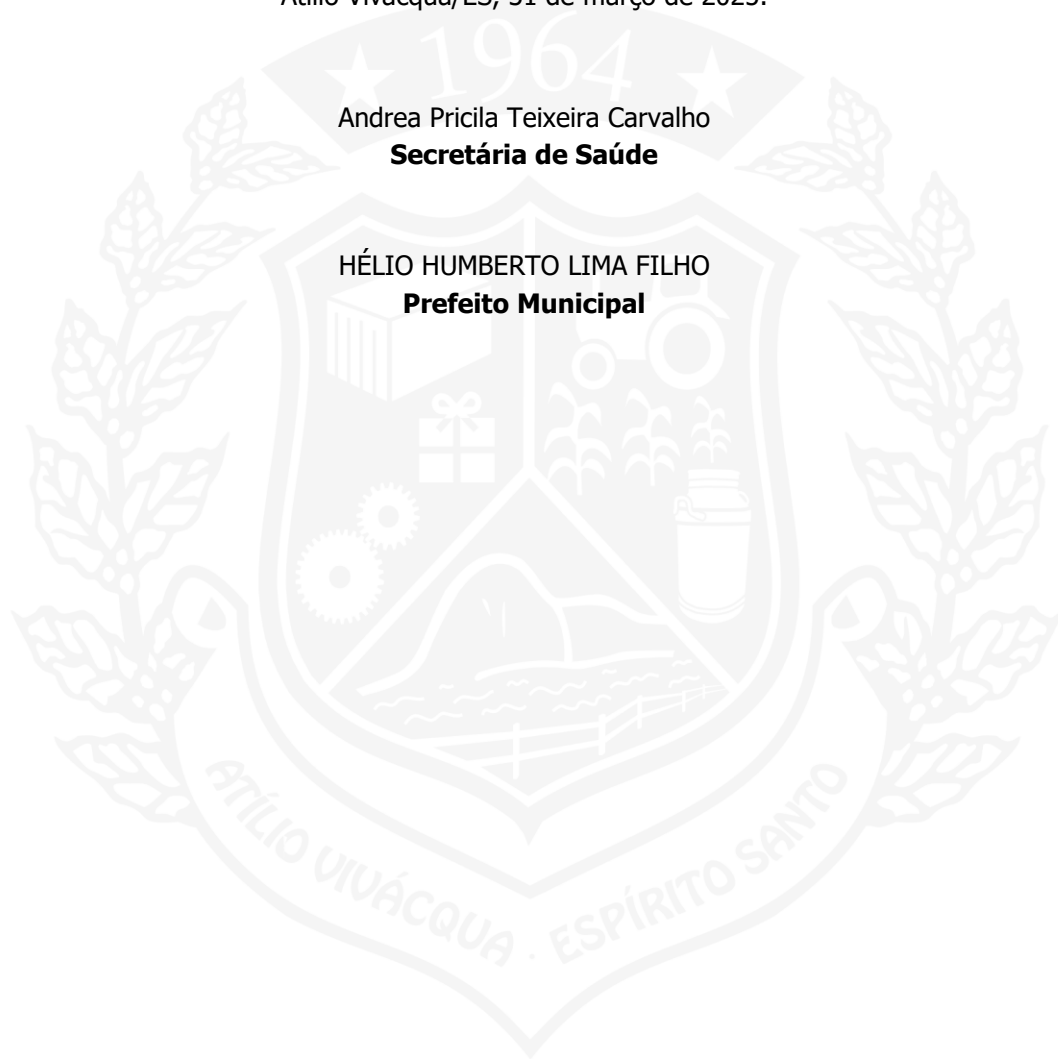 Atílio Vivácqua/ES, 31 de março de 2025.
1964
Andrea Pricila Teixeira Carvalho
Secretária de Saúde
HÉLIO HUMBERTO LIMA FILHO
Prefeito Municipal
ATÍLIO VIVÁCQUA · ESPÍRITO SANTO